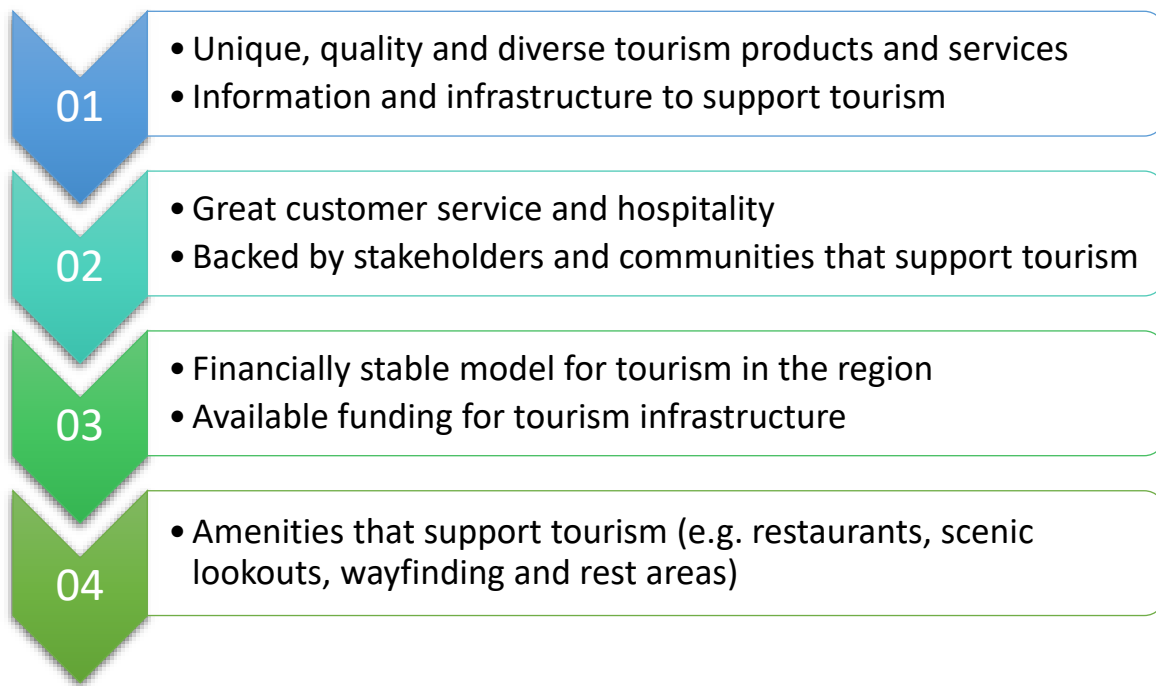 01
• Unique, quality and diverse tourism products and services
• Information and infrastructure to support tourism
02
• Great customer service and hospitality
• Backed by stakeholders and communities that support tourism
03
• Financially stable model for tourism in the region
• Available funding for tourism infrastructure
04
• Amenities that support tourism (e.g. restaurants, scenic
lookouts, wayfinding and rest areas)